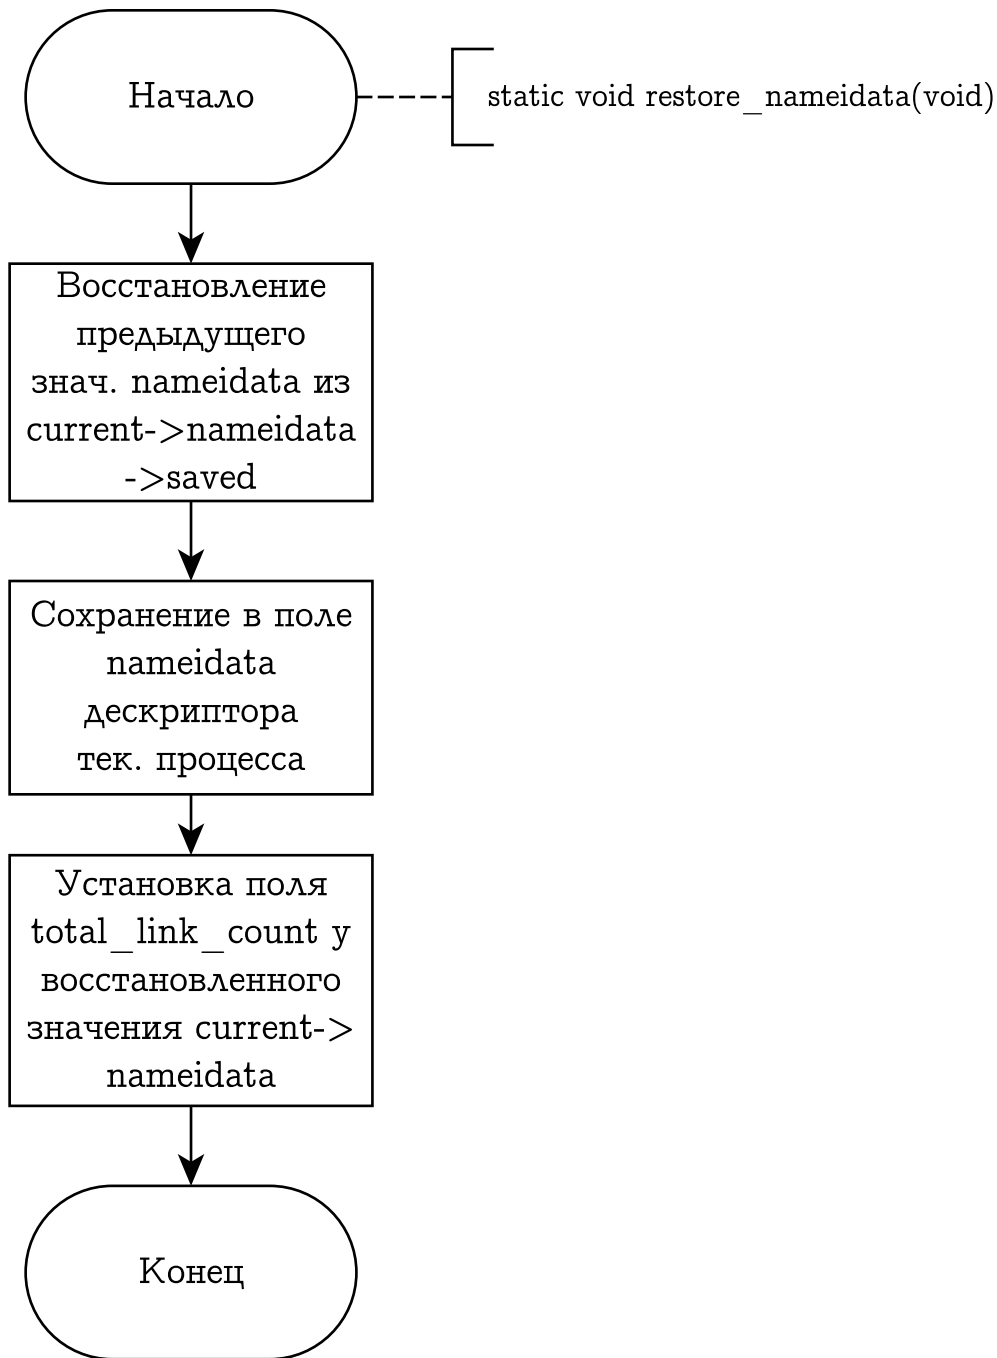 Начало
static void restore_nameidata(void)
Восстановление
предыдущего
знач. nameidata из
current->nameidata
->saved
Сохранение в поле
nameidata
дескриптора
тек. процесса
Установка поля
total_link_count у
восстановленного
значения current->
nameidata
Конец